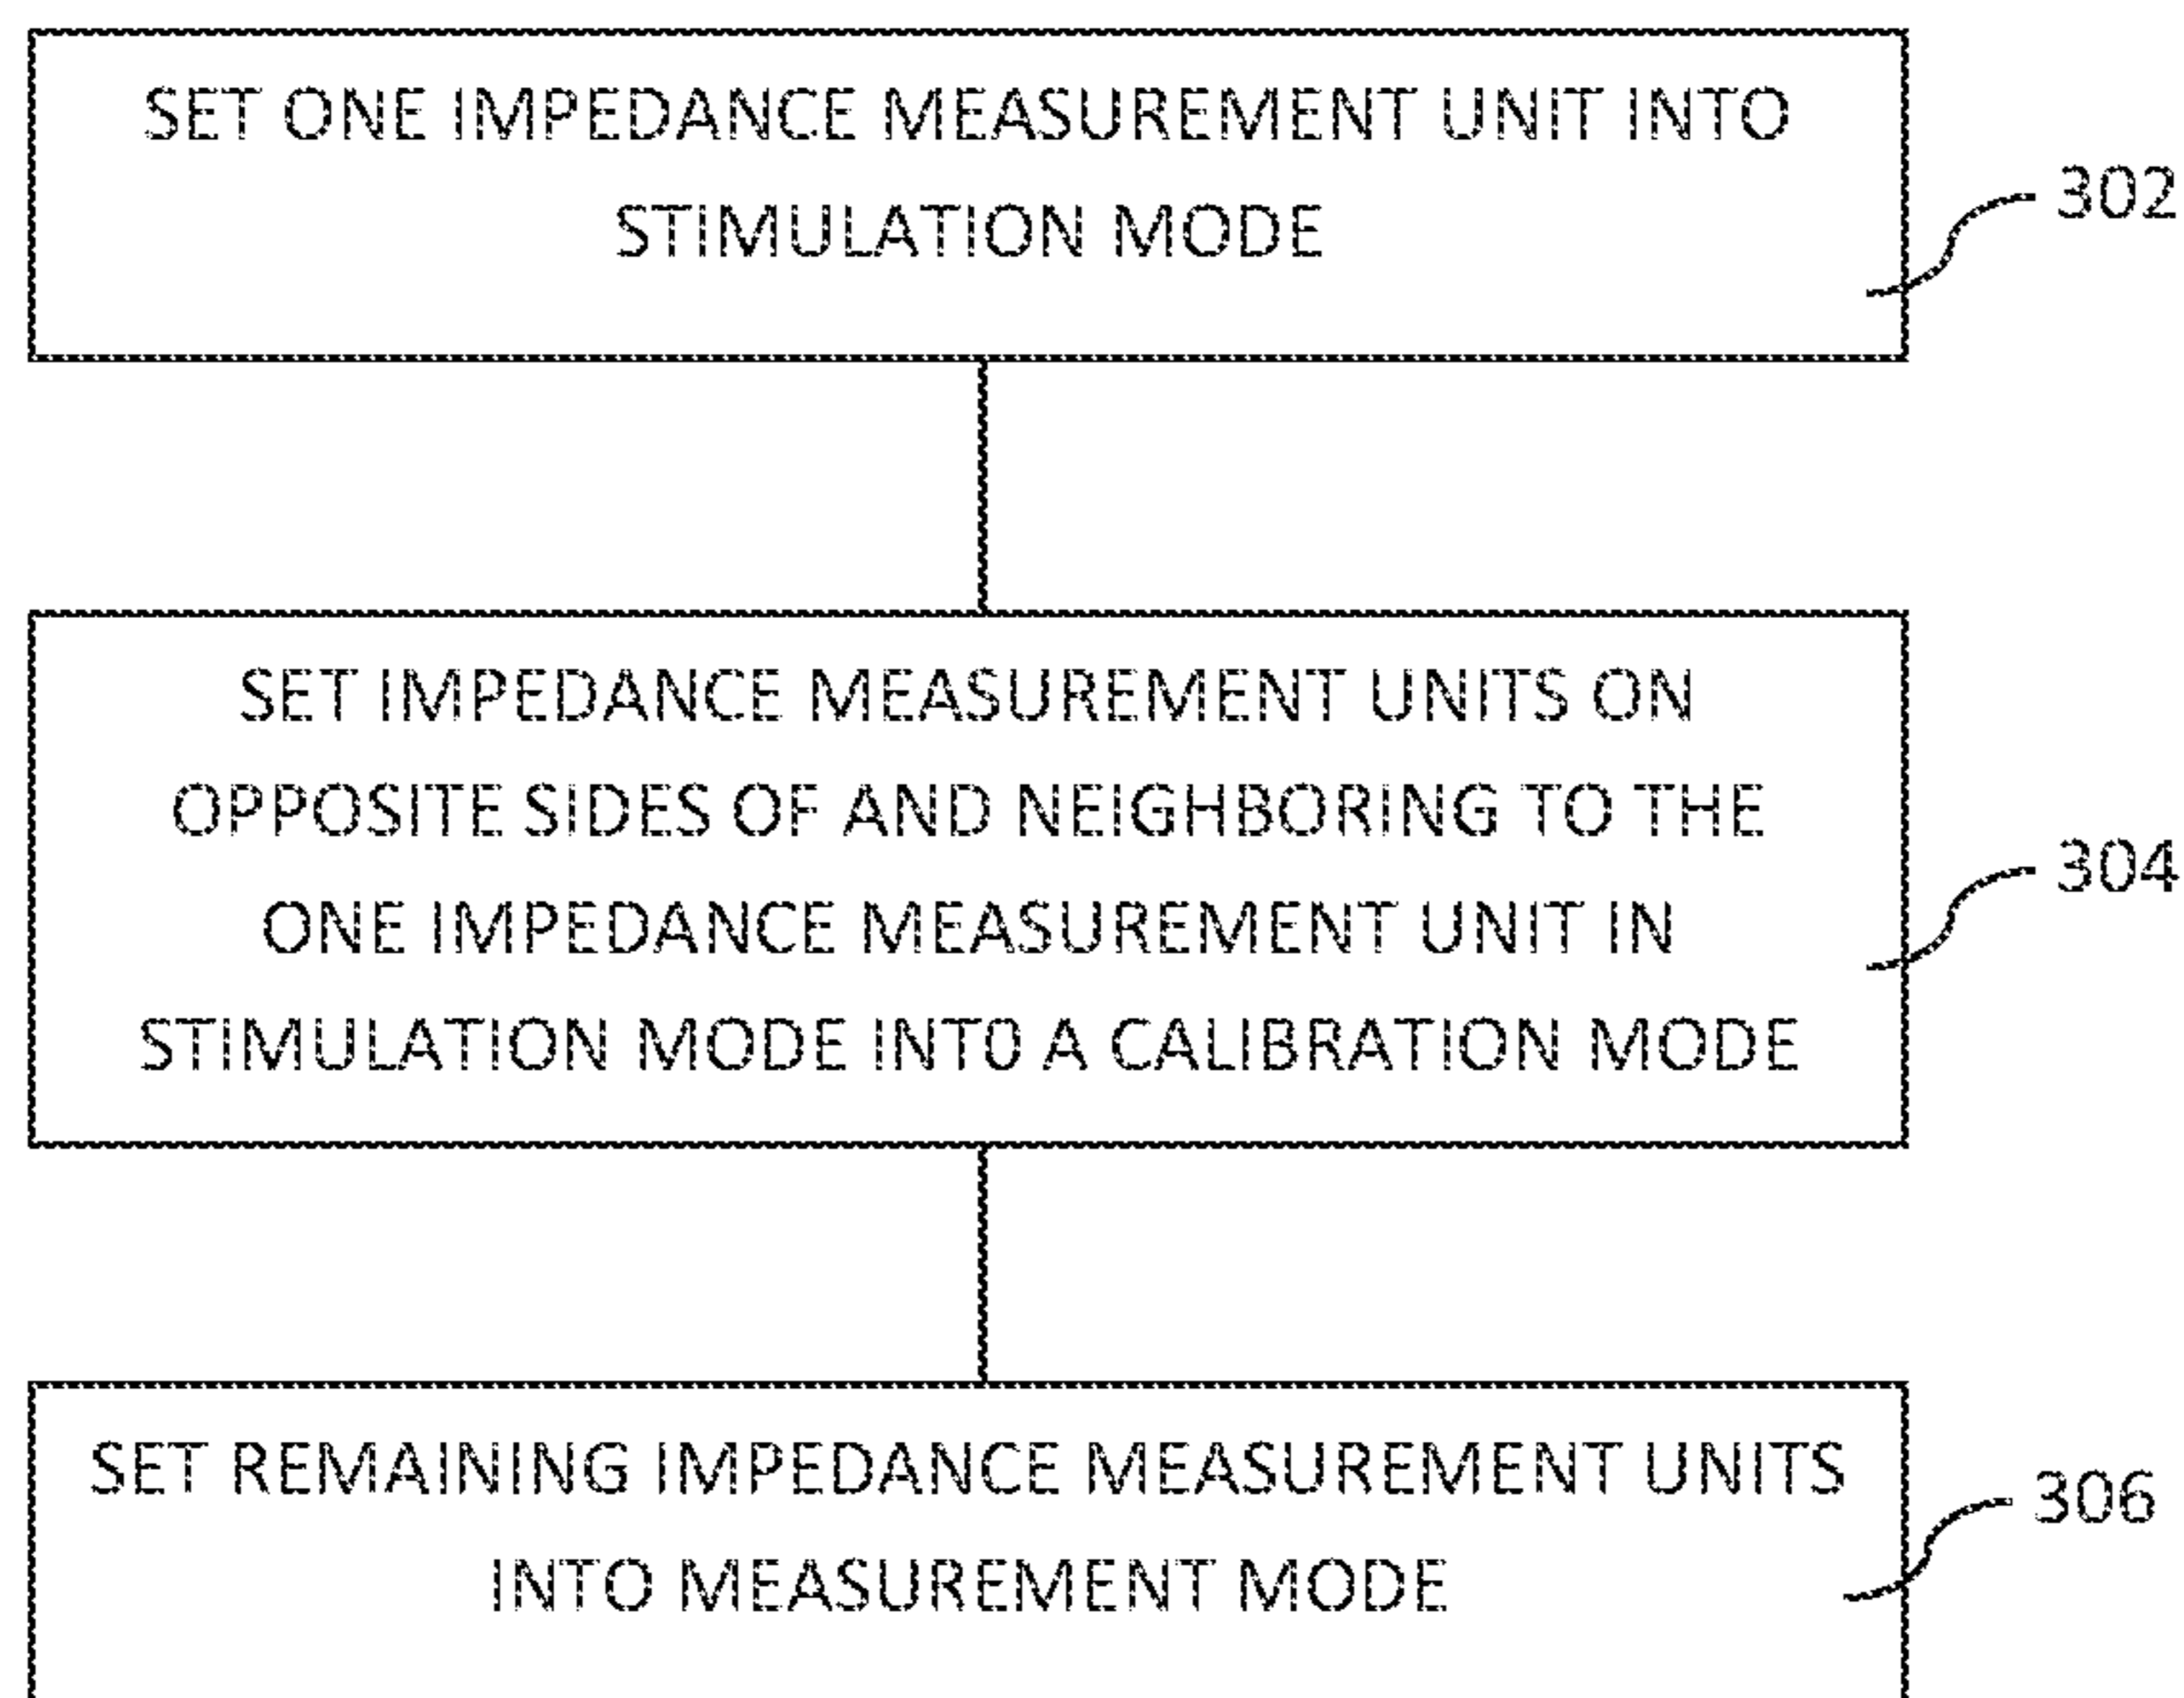 SET ONE IMPEDANCE MEASUREMENT UNIT INTO
STIMULATION MODE
302
SET IMPEDANCE MEASUREMENT UNITS ON
OPPOSITE SIDES OF AND NEIGHBORING TO THE
ONE IMPEDANCE MEASUREMENT UNIT IN
STIMULATION MODE INT0 A CALIBRATION MODE
304
SET REMAINING IMPEDANCE MEASUREMENT UNITS
INTO MEASUREMENT MODE
306